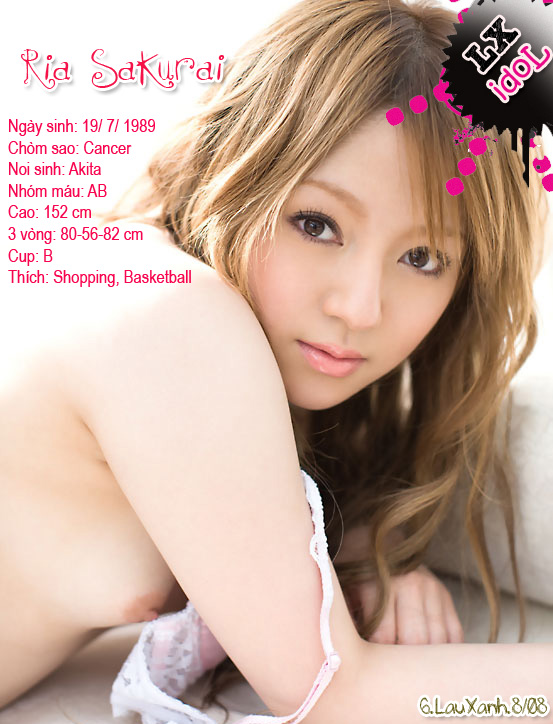 Ria Sakurai
LX
idoL
Ngày sinh: 19/ 7/ 1989
Chòm sao: Cancer
Noi sinh: Akita
Nhóm máu: AB
Cao: 152 cm
3 vòng: 80-56-82 cm
Cup: B
Thích: Shopping, Basketball
6.LauXanh.8/08